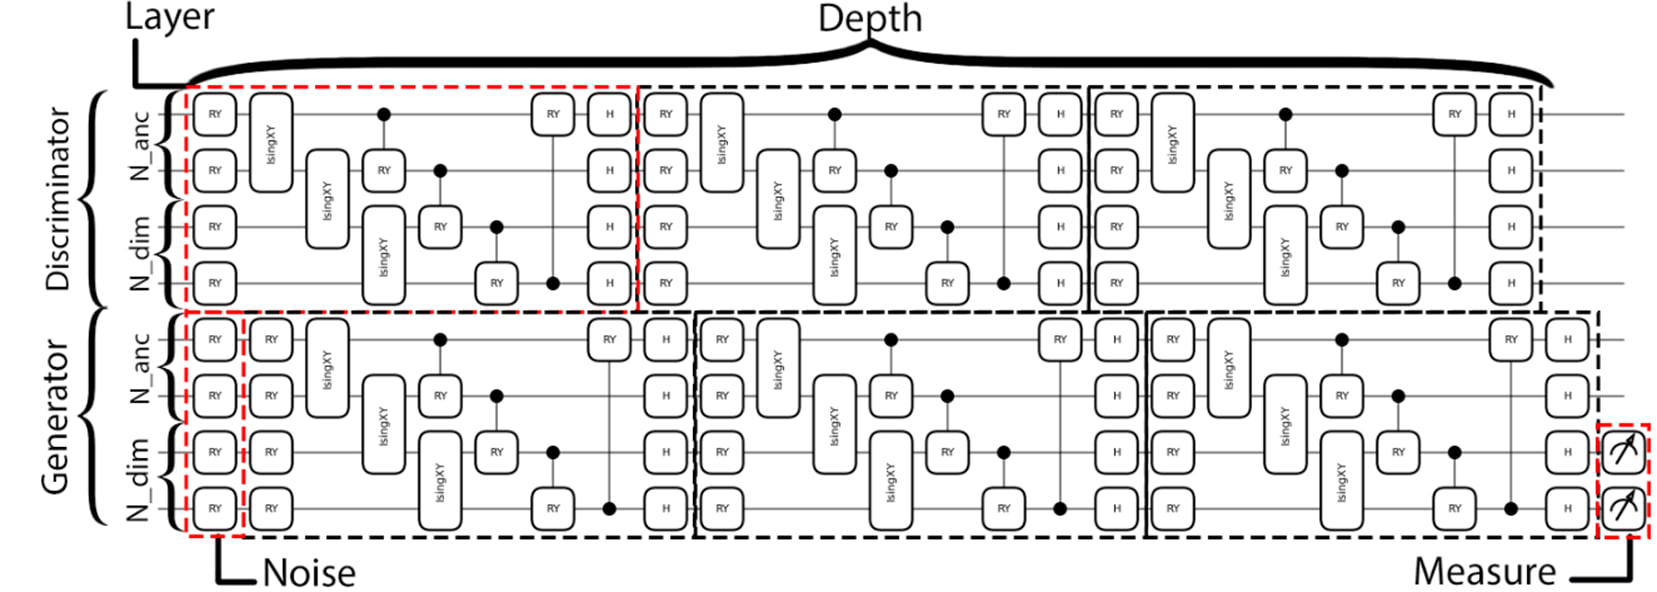 Layer
Depth
Discriminator
N_anc
N_dim
RY RY H RY RY H RY RY H
IsingXY IsingXY IsingXY
RY RY H RY RY H RY RY H
IsingXY IsingXY IsingXY
RY RY H RY RY H RY RY H
IsingXY IsingXY IsingXY
RY RY H RY RY H RY RY H
Generator
N_anc
N_dim
RY RY RY H RY RY H RY RY H
IsingXY IsingXY IsingXY
RY RY RY H RY RY H RY RY H
IsingXY IsingXY IsingXY
RY RY RY H RY RY H RY RY H
IsingXY IsingXY IsingXY
RY RY RY H RY RY H RY RY H
Noise
Measure